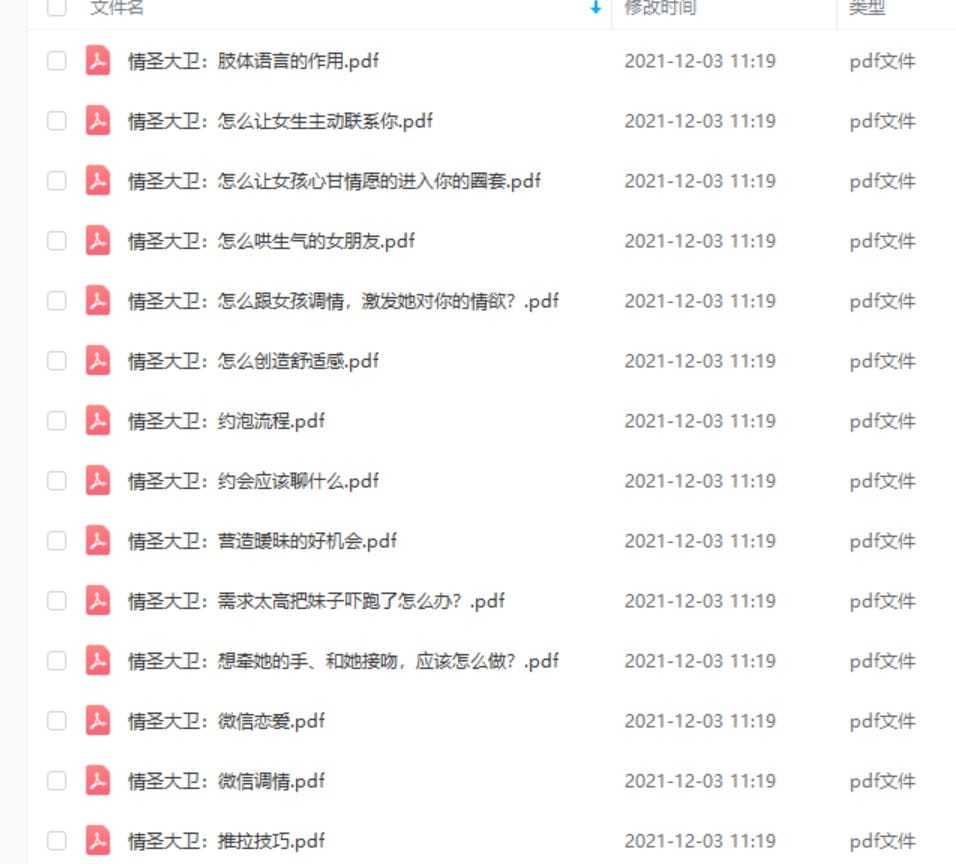 文件名 修改时间 类型
情圣大卫：肢体语言的作用.pdf 2021-12-03 11:19 pdf文件
情圣大卫：怎么让女生主动联系你.pdf 2021-12-03 11:19 pdf文件
情圣大卫：怎么让女孩心甘情愿的进入你的圈套.pdf 2021-12-03 11:19 pdf文件
情圣大卫：怎么哄生气的女朋友.pdf 2021-12-03 11:19 pdf文件
情圣大卫：怎么跟女孩调情，激发她对你的情欲？.pdf 2021-12-03 11:19 pdf文件
情圣大卫：怎么创造舒适感.pdf 2021-12-03 11:19 pdf文件
情圣大卫：约泡流程.pdf 2021-12-03 11:19 pdf文件
情圣大卫：约会应该聊什么.pdf 2021-12-03 11:19 pdf文件
情圣大卫：营造暧昧的好机会.pdf 2021-12-03 11:19 pdf文件
情圣大卫：需求太高把妹子吓跑了怎么办？.pdf 2021-12-03 11:19 pdf文件
情圣大卫：想牵她的手、和她接吻，应该怎么做？.pdf 2021-12-03 11:19 pdf文件
情圣大卫：微信恋爱.pdf 2021-12-03 11:19 pdf文件
情圣大卫：微信调情.pdf 2021-12-03 11:19 pdf文件
情圣大卫：推拉技巧.pdf 2021-12-03 11:19 pdf文件